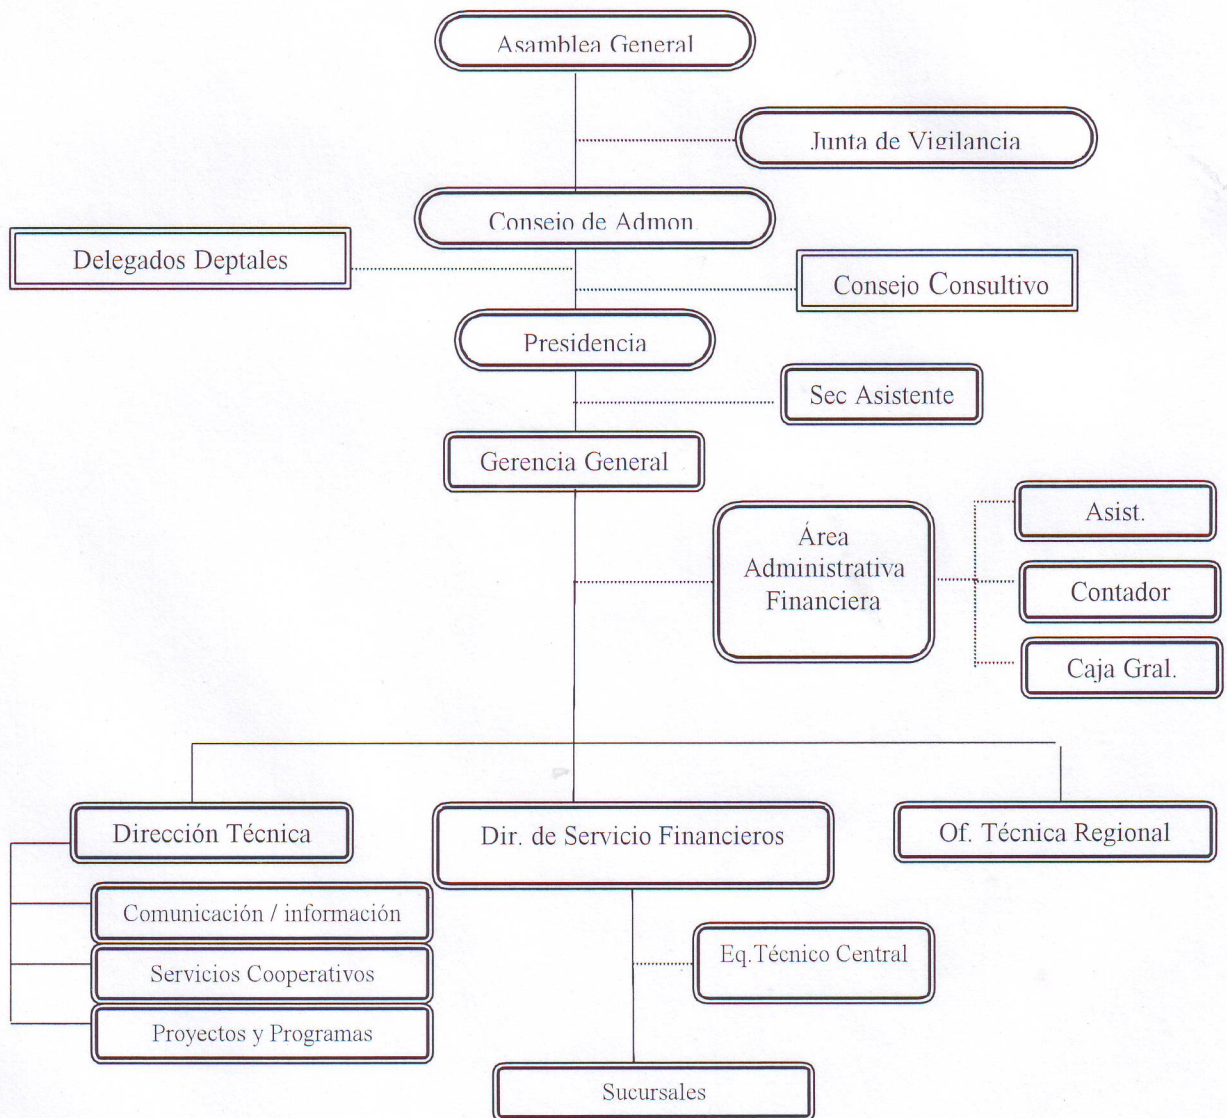 Asamblea General
Junta de Vigilancia
Consejo de Admon.
Delegados Deptales
Consejo Consultivo
Presidencia
Sec Asistente
Gerencia General
Área
Administrativa
Financiera
Asist.
Contador
Caja Gral.
Dirección Técnica
Dir. de Servicio Financieros
Of. Técnica Regional
Comunicación / información
Servicios Cooperativos
Proyectos y Programas
Eq.Técnico Central
Sucursales